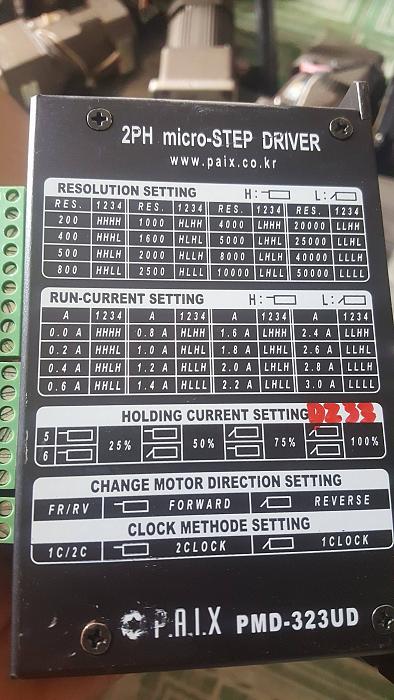 2PH micro-STEP DRIVER
www.paix.co.kr
RESOLUTION SETTING H: L:
RES. 1234 RES. 1234 RES. 1234 RES. 1234
200 HHHH 1000 HLHH 4000 LHHH 20000 LLHH
400 HHHL 1600 HLHL 5000 LHHL 25000 LLHL
500 HHLH 2000 HLLH 8000 LHLH 40000 LLLH
800 HHLL 2500 HLLL 10000 LHLL 50000 LLLL
RUN-CURRENT SETTING H: L:
A 1234 A 1234 A 1234 A 1234
0.0 A HHHH 0.8 A HLHH 1.6 A LHHH 2.4 A LLHH
0.2 A HHHL 1.0 A HLHL 1.8 A LHHL 2.6 A LLHL
0.4 A HHLH 1.2 A HLLH 2.0 A LHLH 2.8 A LLLH
0.6 A HHLL 1.4 A HLLL 2.2 A LHLL 3.0 A LLLL
HOLDING CURRENT SETTING
5 6 25% 50% 75% 100%
CHANGE MOTOR DIRECTION SETTING
FR/RV FORWARD REVERSE
CLOCK METHODE SETTING
1C/2C 2CLOCK 1CLOCK
P.A.I.X PMD-323UD